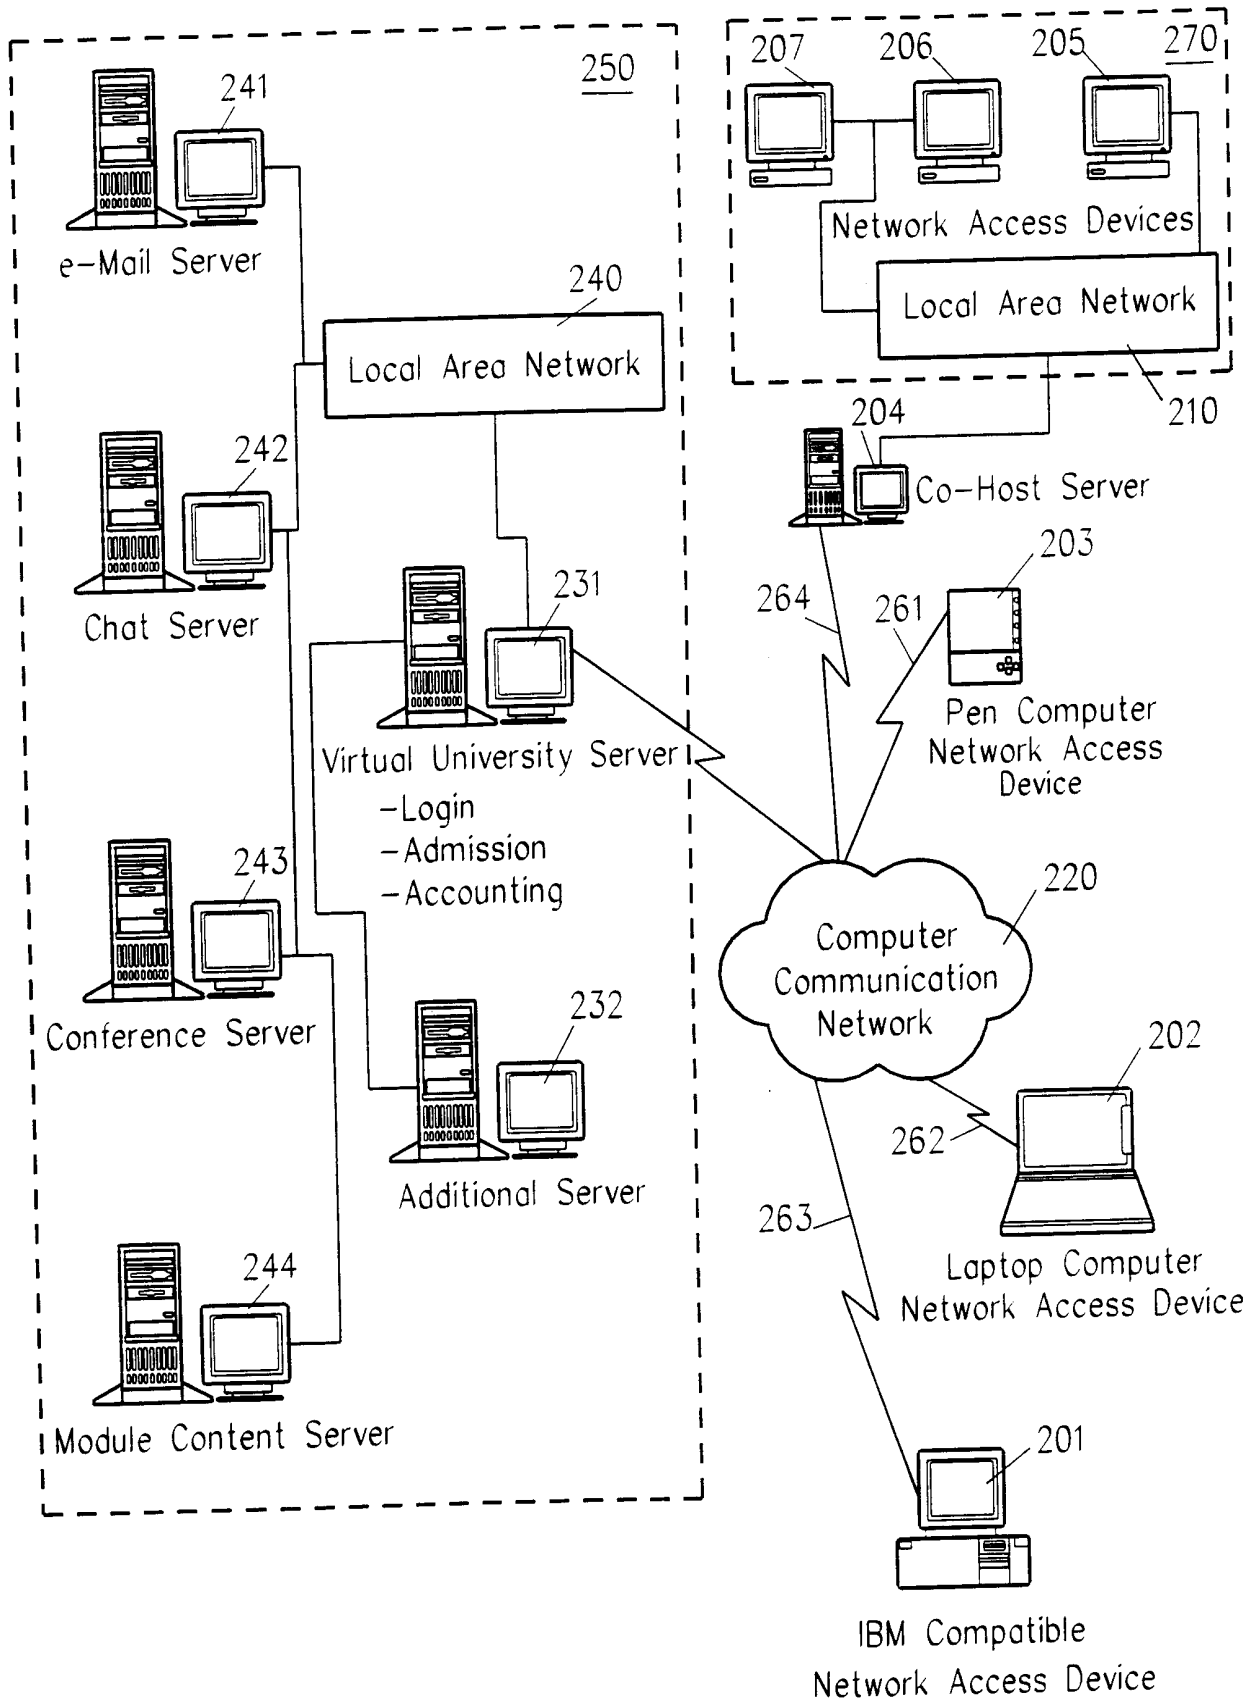 250
241
e-Mail Server
240
Local Area Network
242
Chat Server
231
Virtual University Server
-Login
-Admission
-Accounting
243
Conference Server
232
Additional Server
244
Module Content Server
207
206
205
270
Network Access Devices
Local Area Network
210
204
Co-Host Server
203
264
261
Pen Computer
Network Access
Device
220
Computer
Communication
Network
202
262
263
Laptop Computer
Network Access Device
201
IBM Compatible
Network Access Device